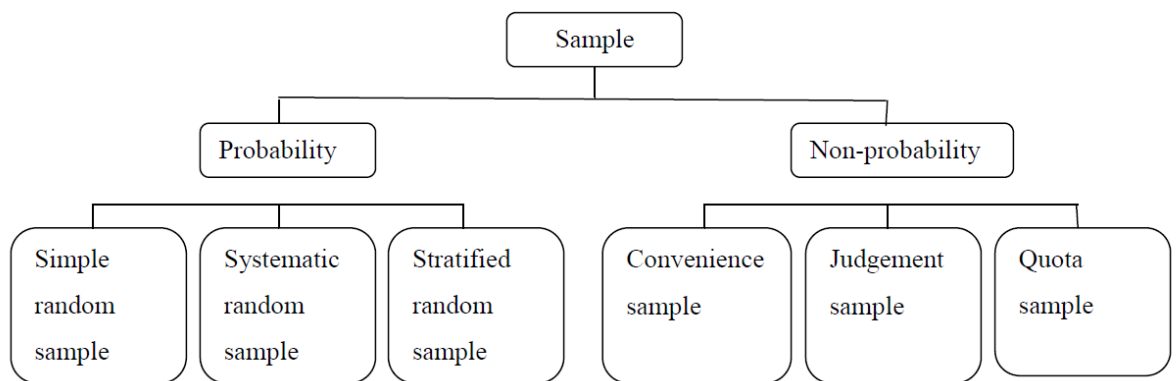 Sample
Probability
Non-probability
Simple
random
sample
Systematic
random
sample
Stratified
random
sample
Convenience
sample
Judgement
sample
Quota
sample